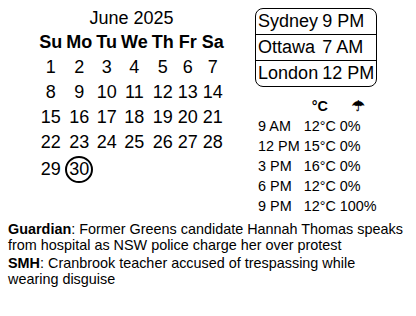 June 2025
Su Mo Tu We Th Fr Sa
1 2 3 4 5 6 7
8 9 10 11 12 13 14
15 16 17 18 19 20 21
22 23 24 25 26 27 28
29 30
Sydney 9 PM
Ottawa 7 AM
London 12 PM
°C ☂
9 AM 12°C 0%
12 PM 15°C 0%
3 PM 16°C 0%
6 PM 12°C 0%
9 PM 12°C 100%
Guardian: Former Greens candidate Hannah Thomas speaks
from hospital as NSW police charge her over protest
SMH: Cranbrook teacher accused of trespassing while
wearing disguise